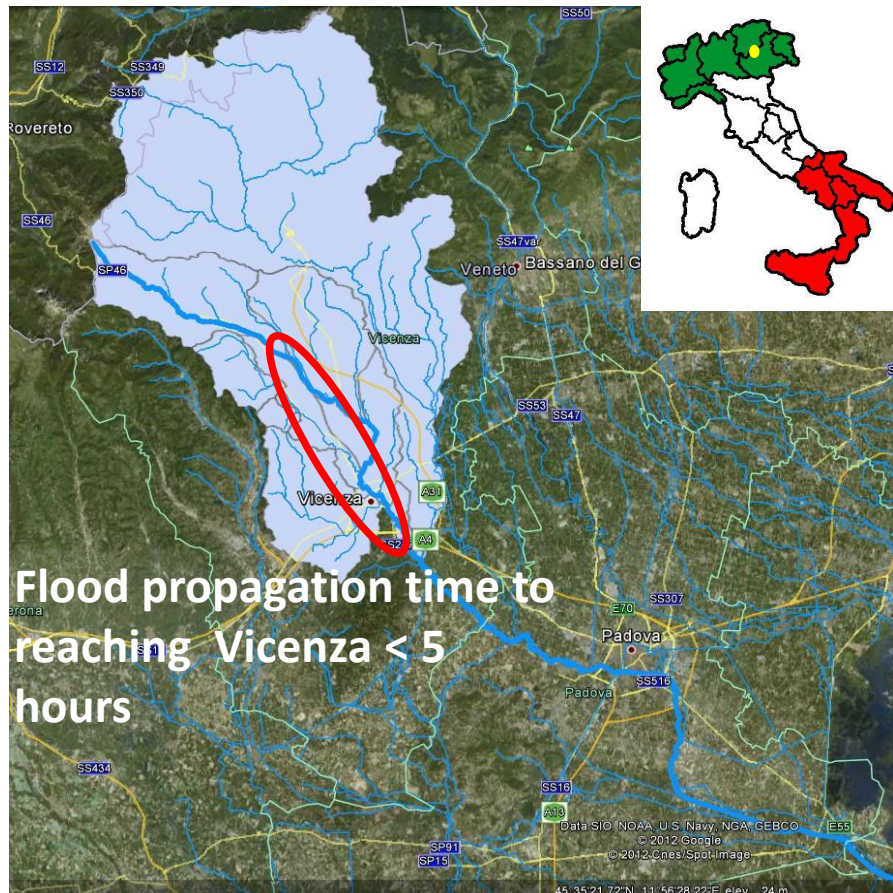 SS50
SS12
SS349
SS350
Rovereto
SS46
SS47var
Veneto
Bassano del G
SP46
Vicenza
SS53
SS47
A31
Vicenza
A4
Flood propagation time to
reaching Vicenza < 5
hours
erona
SS307
E70
Padova
SS516
Padova
SS434
SS16
A13
Data SIO, NOAA, U.S. Navy, NGA, GEBCO
© 2012 Google
© 2012 Cnes/Spot Image
E55
SP91
SP15
45°35'21.72"N 11°56'28.22"E elev 24 m